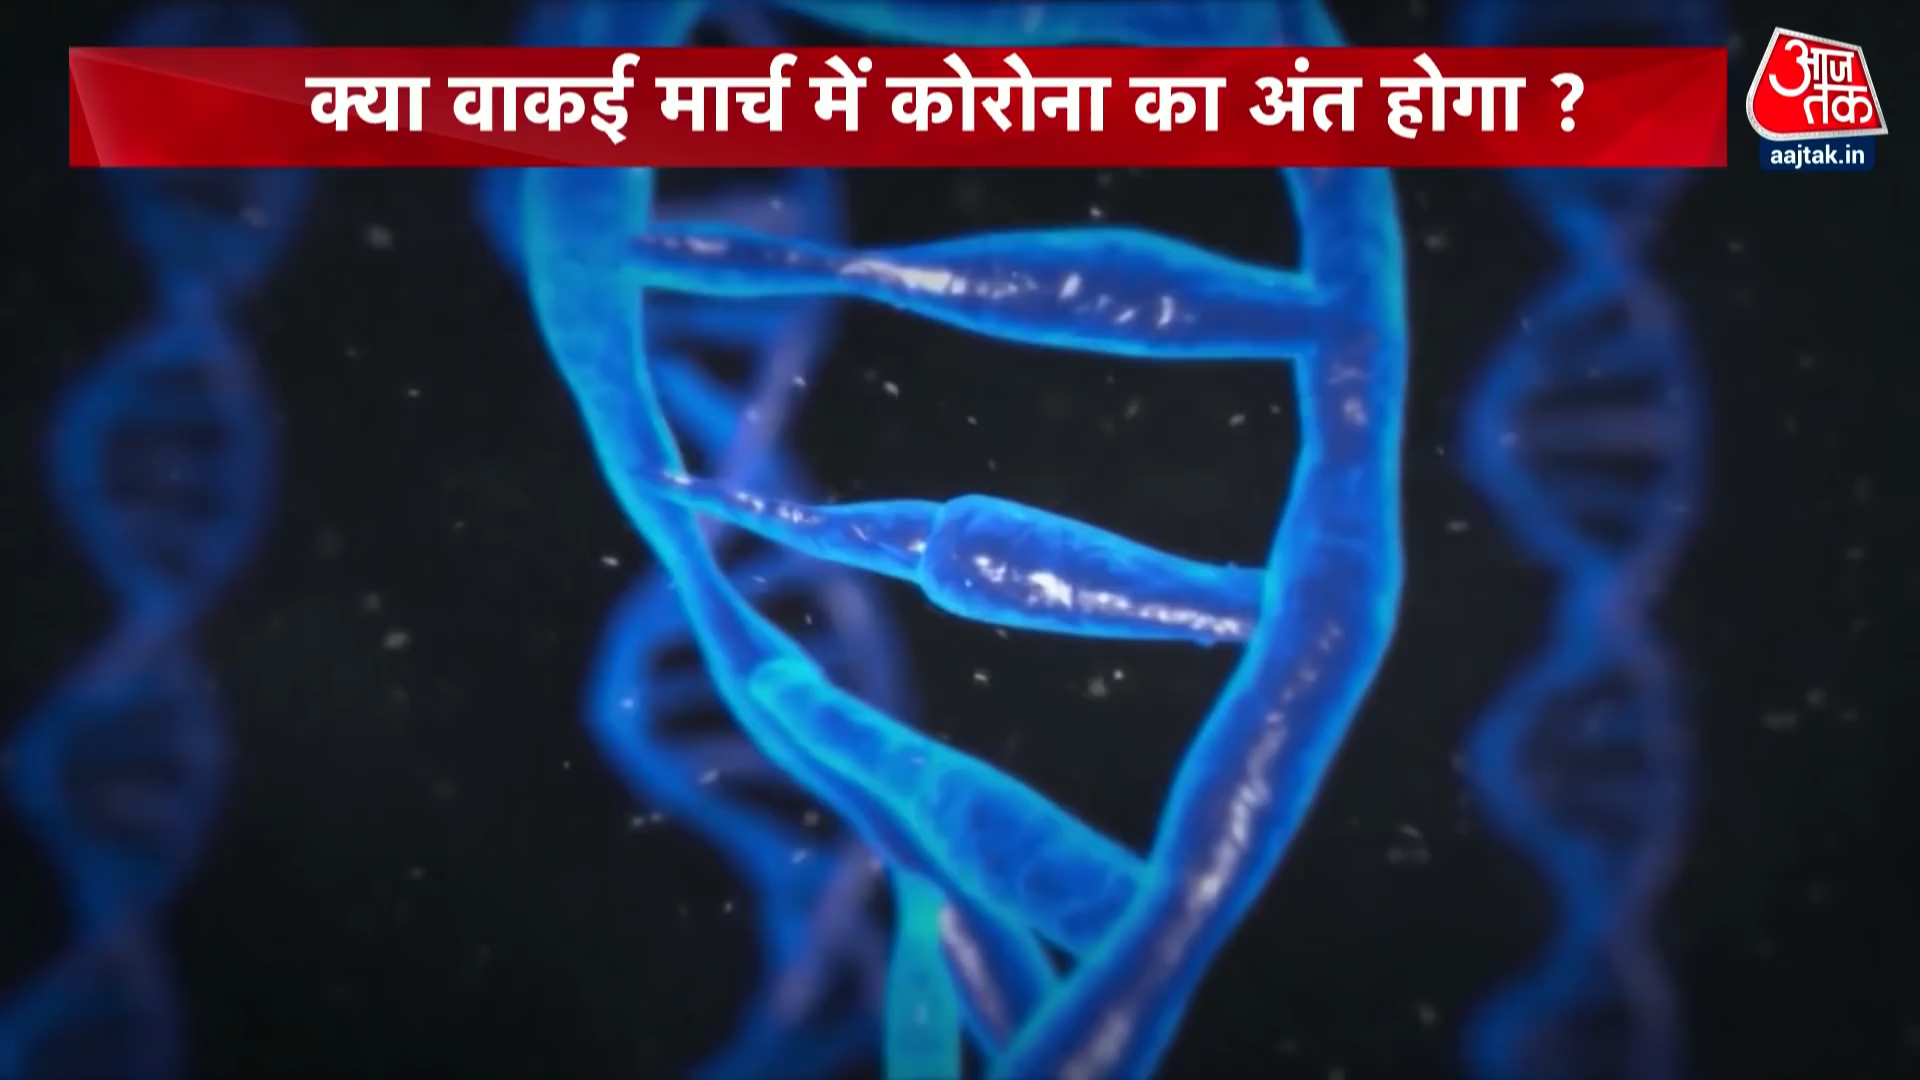 क्या वाकई मार्च में कोरोना का अंत होगा ?
आज
तक
aajtak.in